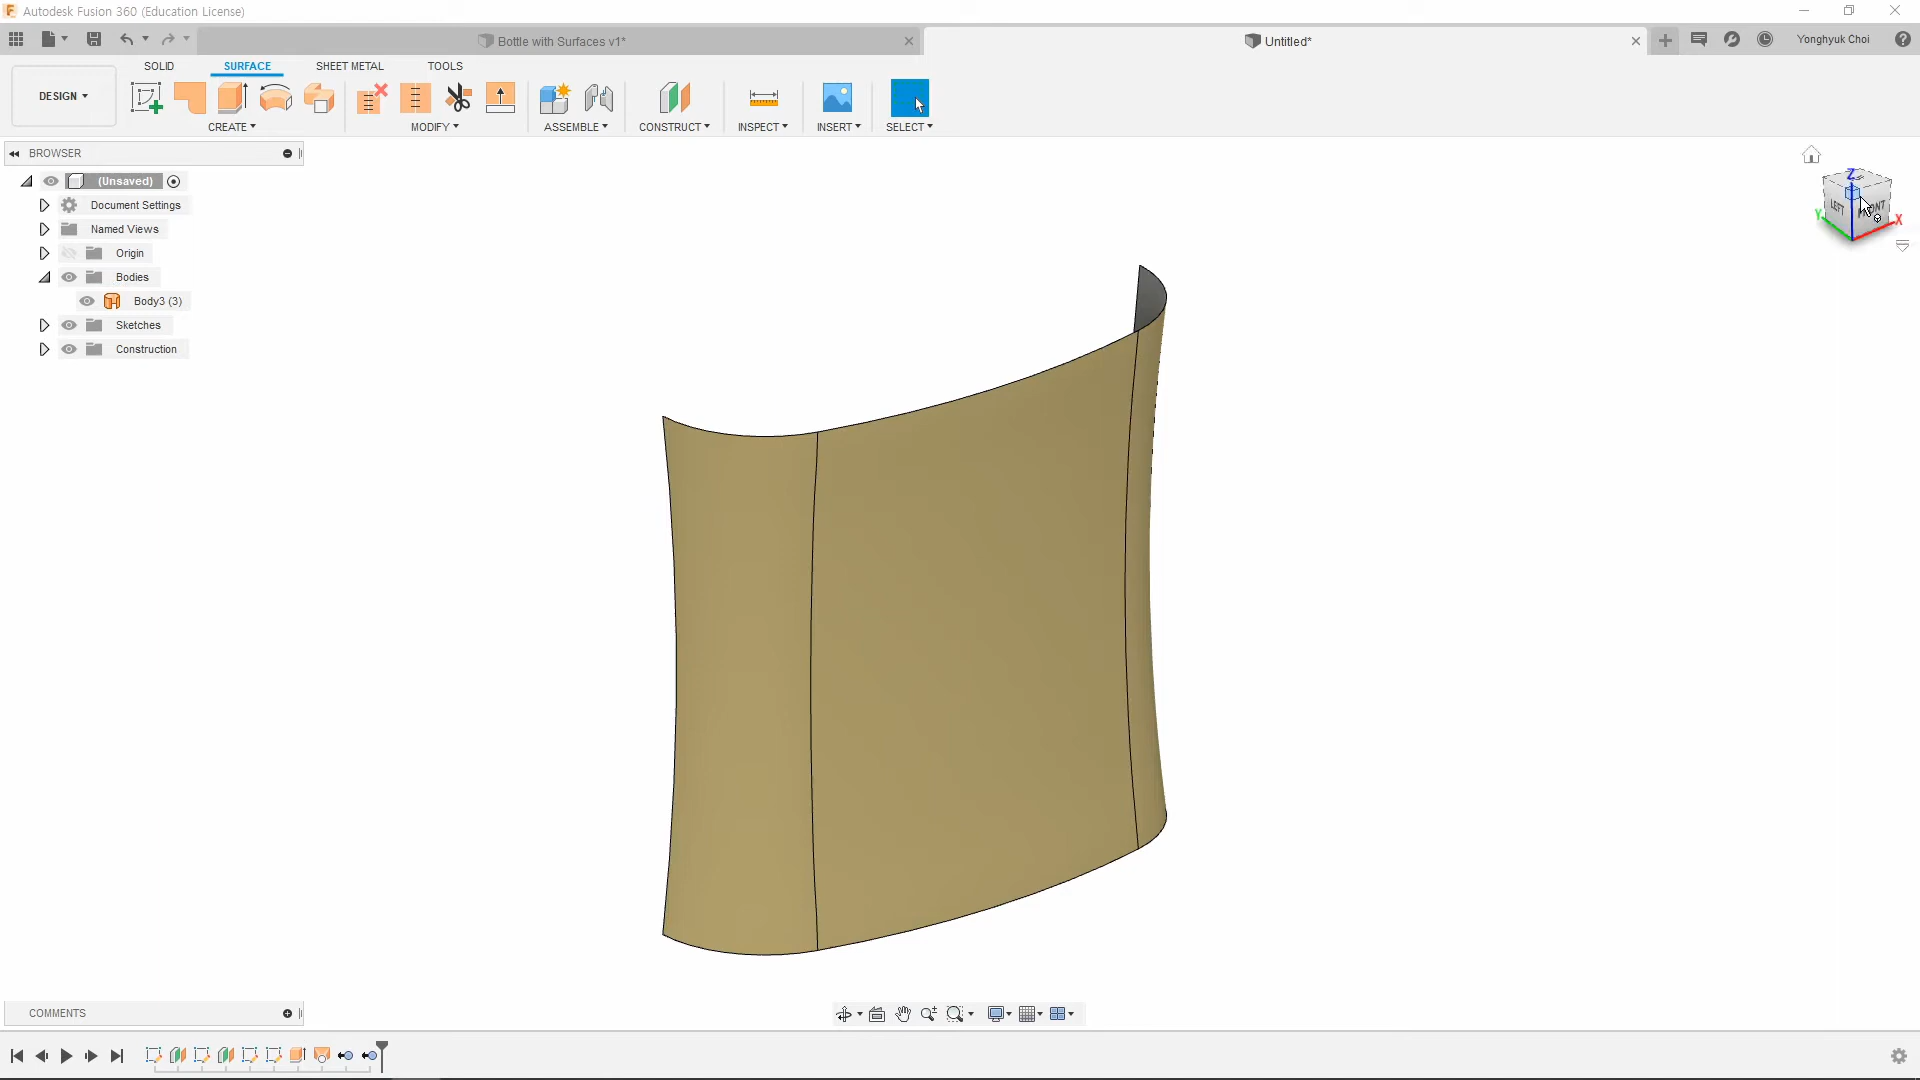 Autodesk Fusion 360 (Education License)
Bottle with Surfaces v1*
Untitled*
Yonghyuk Choi
SOLID
SURFACE
SHEET METAL
TOOLS
DESIGN
CREATE
MODIFY
ASSEMBLE
CONSTRUCT
INSPECT
INSERT
SELECT
BROWSER
(Unsaved)
Document Settings
Named Views
Origin
Bodies
Body3 (3)
Sketches
Construction
Z
LEFT
FRONT
Y
X
COMMENTS